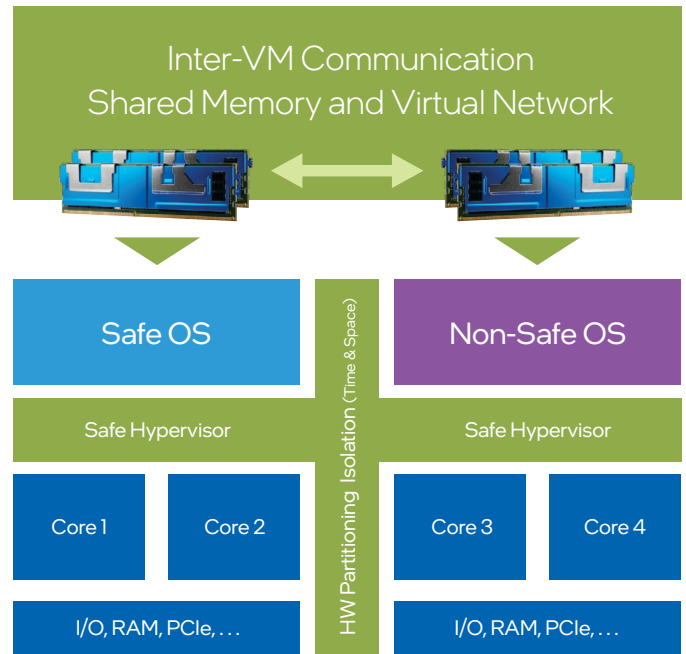 Inter-VM Communication
Shared Memory and Virtual Network
Safe OS
HW Partitioning Isolation (Time & Space)
Non-Safe OS
Safe Hypervisor
Safe Hypervisor
Core 1
Core 2
Core 3
Core 4
I/O, RAM, PCIe, ...
I/O, RAM, PCIe, ...